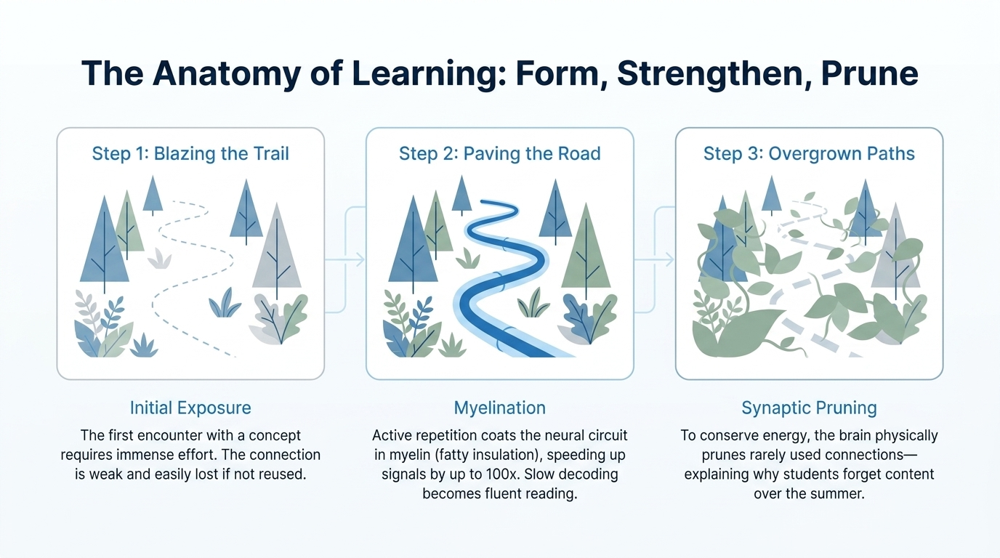 The Anatomy of Learning: Form, Strengthen, Prune
Step 1: Blazing the Trail
Initial Exposure
The first encounter with a concept
requires immense effort. The connection
is weak and easily lost if not reused.
Step 2: Paving the Road
Myelination
Active repetition coats the neural circuit
in myelin (fatty insulation), speeding up
signals by up to 100x. Slow decoding
becomes fluent reading.
Step 3: Overgrown Paths
Synaptic Pruning
To conserve energy, the brain physically
prunes rarely used connections—
explaining why students forget content
over the summer.